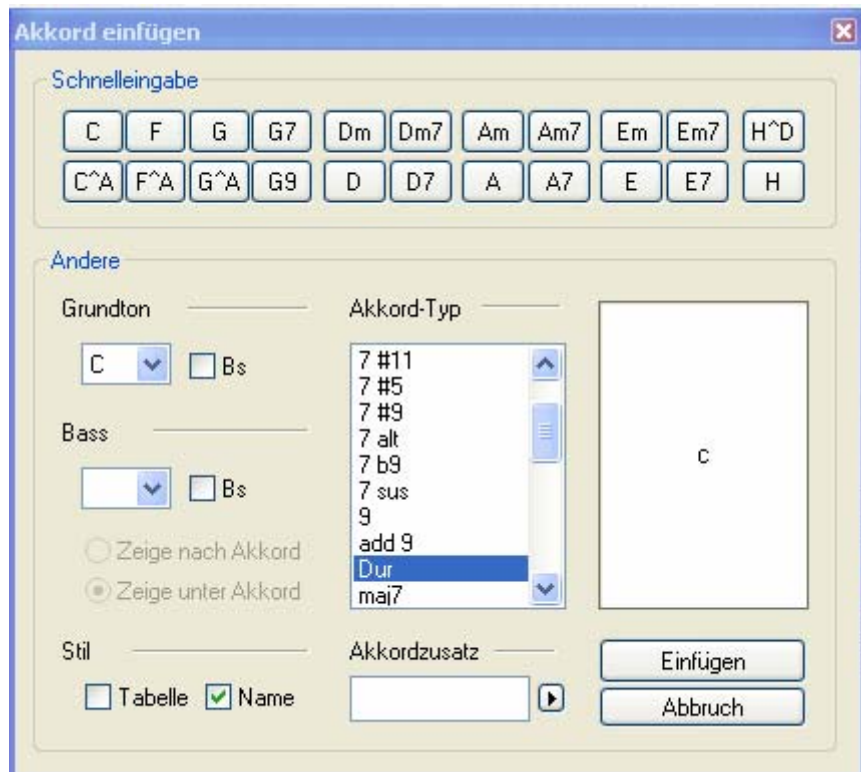 Akkord einfügen
Schnelleingabe
C F G G7 Dm Dm7 Am Am7 Em Em7 H^D
C^A F^A G^A G9 D D7 A A7 E E7 H
Andere
Grundton
C Bs
Bass
Bs
Zeige nach Akkord
Zeige unter Akkord
Stil
Tabelle Name
Akkord-Typ
7 #11
7 #5
7 #9
7 alt
7 b9
7 sus
9
add 9
Dur
maj7
Akkordzusatz
C
Einfügen
Abbruch